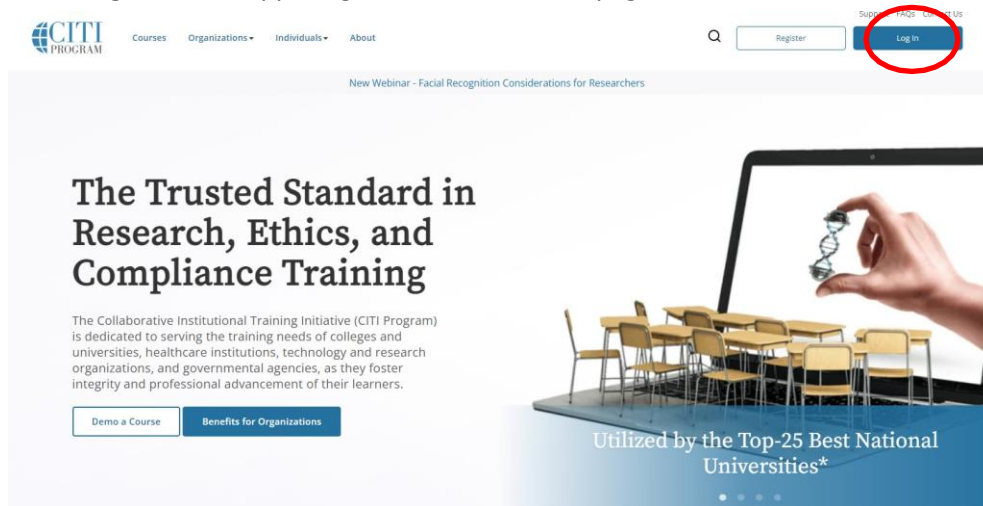 Support FAQs Contact Us
CITI
PROGRAM
Courses Organizations Individuals About
Register
Log In
New Webinar - Facial Recognition Considerations for Researchers
The Trusted Standard in
Research, Ethics, and
Compliance Training
The Collaborative Institutional Training Initiative (CITI Program)
is dedicated to serving the training needs of colleges and
universities, healthcare institutions, technology and research
organizations, and governmental agencies, as they foster
integrity and professional advancement of their learners.
Demo a Course
Benefits for Organizations
Utilized by the Top-25 Best National
Universities*